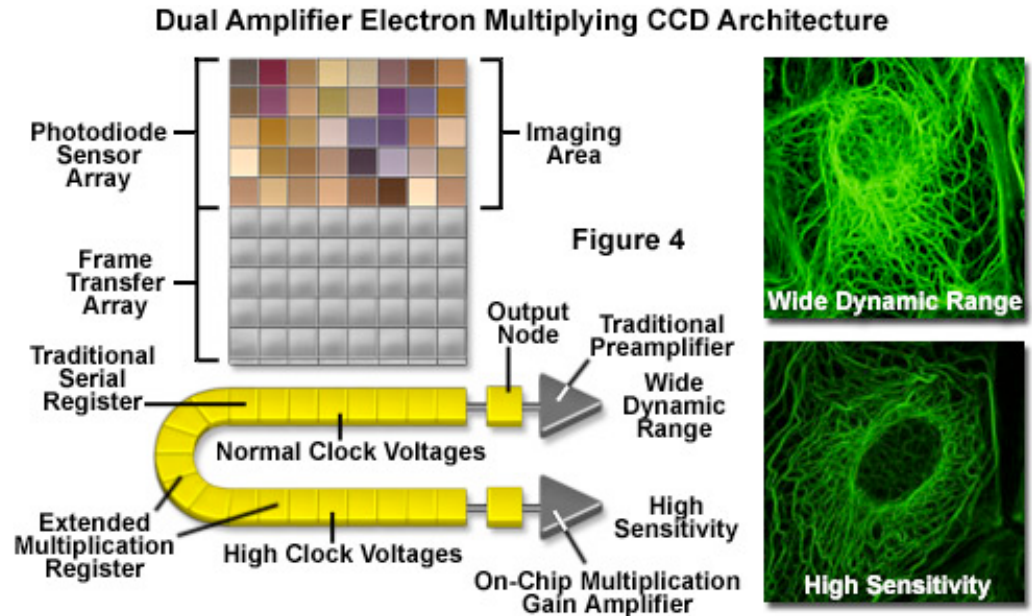 Dual Amplifier Electron Multiplying CCD Architecture
Photodiode
Sensor
Array
Imaging
Area
Frame
Transfer
Array
Figure 4
Wide Dynamic Range
Output
Node
Traditional
Preamplifier
Traditional
Serial
Register
Wide
Dynamic
Range
Normal Clock Voltages
Extended
Multiplication
Register
High Clock Voltages
High
Sensitivity
On-Chip Multiplication
Gain Amplifier
High Sensitivity